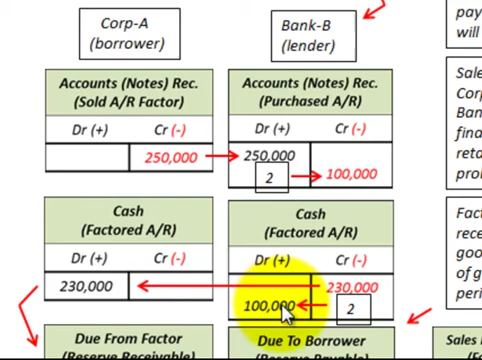 Corp-A
(borrower)
Bank-B
(lender)
pay
will
Accounts (Notes) Rec.
(Sold A/R Factor)
Dr (+) Cr (-)
250,000
Accounts (Notes) Rec.
(Purchased A/R)
Dr (+) Cr (-)
250,000
2 100,000
Sale
Corp
Ban
fina
reta
pro
Cash
(Factored A/R)
Dr (+) Cr (-)
230,000
Cash
(Factored A/R)
Dr (+) Cr (-)
230,000
100,000 2
Fact
rece
goo
of g
peri
Due From Factor
(Reserve Receivable)
Due To Borrower
(Reserve Payable)
Sales